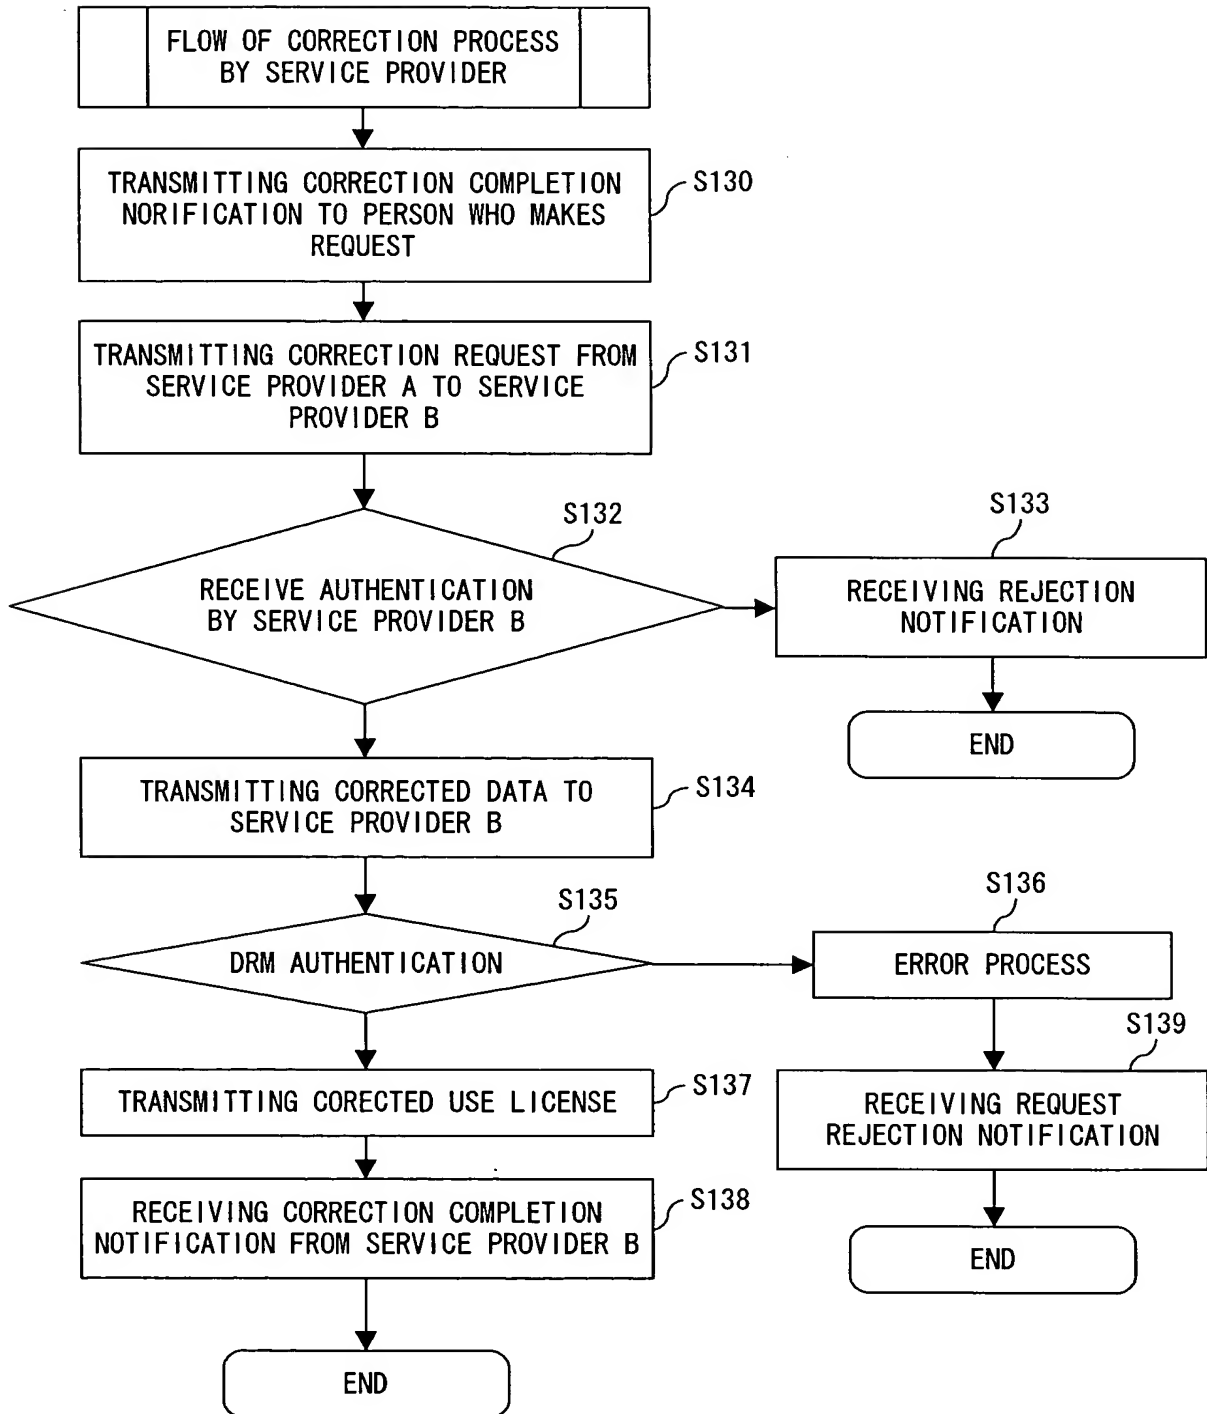 FLOW OF CORRECTION PROCESS
BY SERVICE PROVIDER
TRANSMITTING CORRECTION COMPLETION
NORIFICATION TO PERSON WHO MAKES
REQUEST
S130
TRANSMITTING CORRECTION REQUEST FROM
SERVICE PROVIDER A TO SERVICE
PROVIDER B
S131
RECEIVE AUTHENTICATION
BY SERVICE PROVIDER B
S132
RECEIVING REJECTION
NOTIFICATION
S133
END
TRANSMITTING CORRECTED DATA TO
SERVICE PROVIDER B
S134
DRM AUTHENTICATION
S135
ERROR PROCESS
S136
TRANSMITTING CORECTED USE LICENSE
S137
RECEIVING REQUEST
REJECTION NOTIFICATION
S139
RECEIVING CORRECTION COMPLETION
NOTIFICATION FROM SERVICE PROVIDER B
S138
END
END